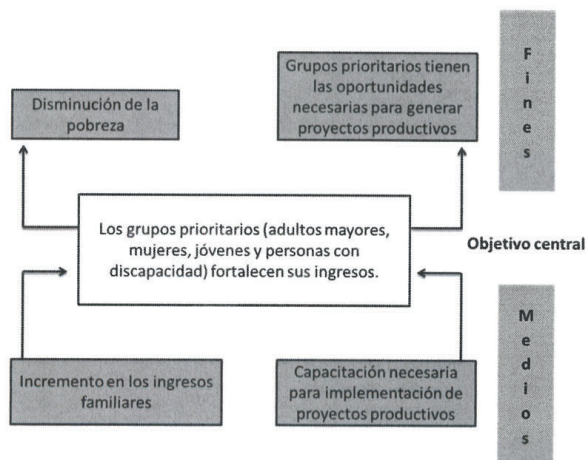 Disminución de la
pobreza
Grupos prioritarios tienen
las oportunidades
necesarias para generar
proyectos productivos
F
i
n
e
s
Los grupos prioritarios (adultos mayores,
mujeres, jóvenes y personas con
discapacidad) fortalecen sus ingresos.
Objetivo central
Incremento en los ingresos
familiares
Capacitación necesaria
para implementación de
proyectos productivos
M
e
d
i
o
s